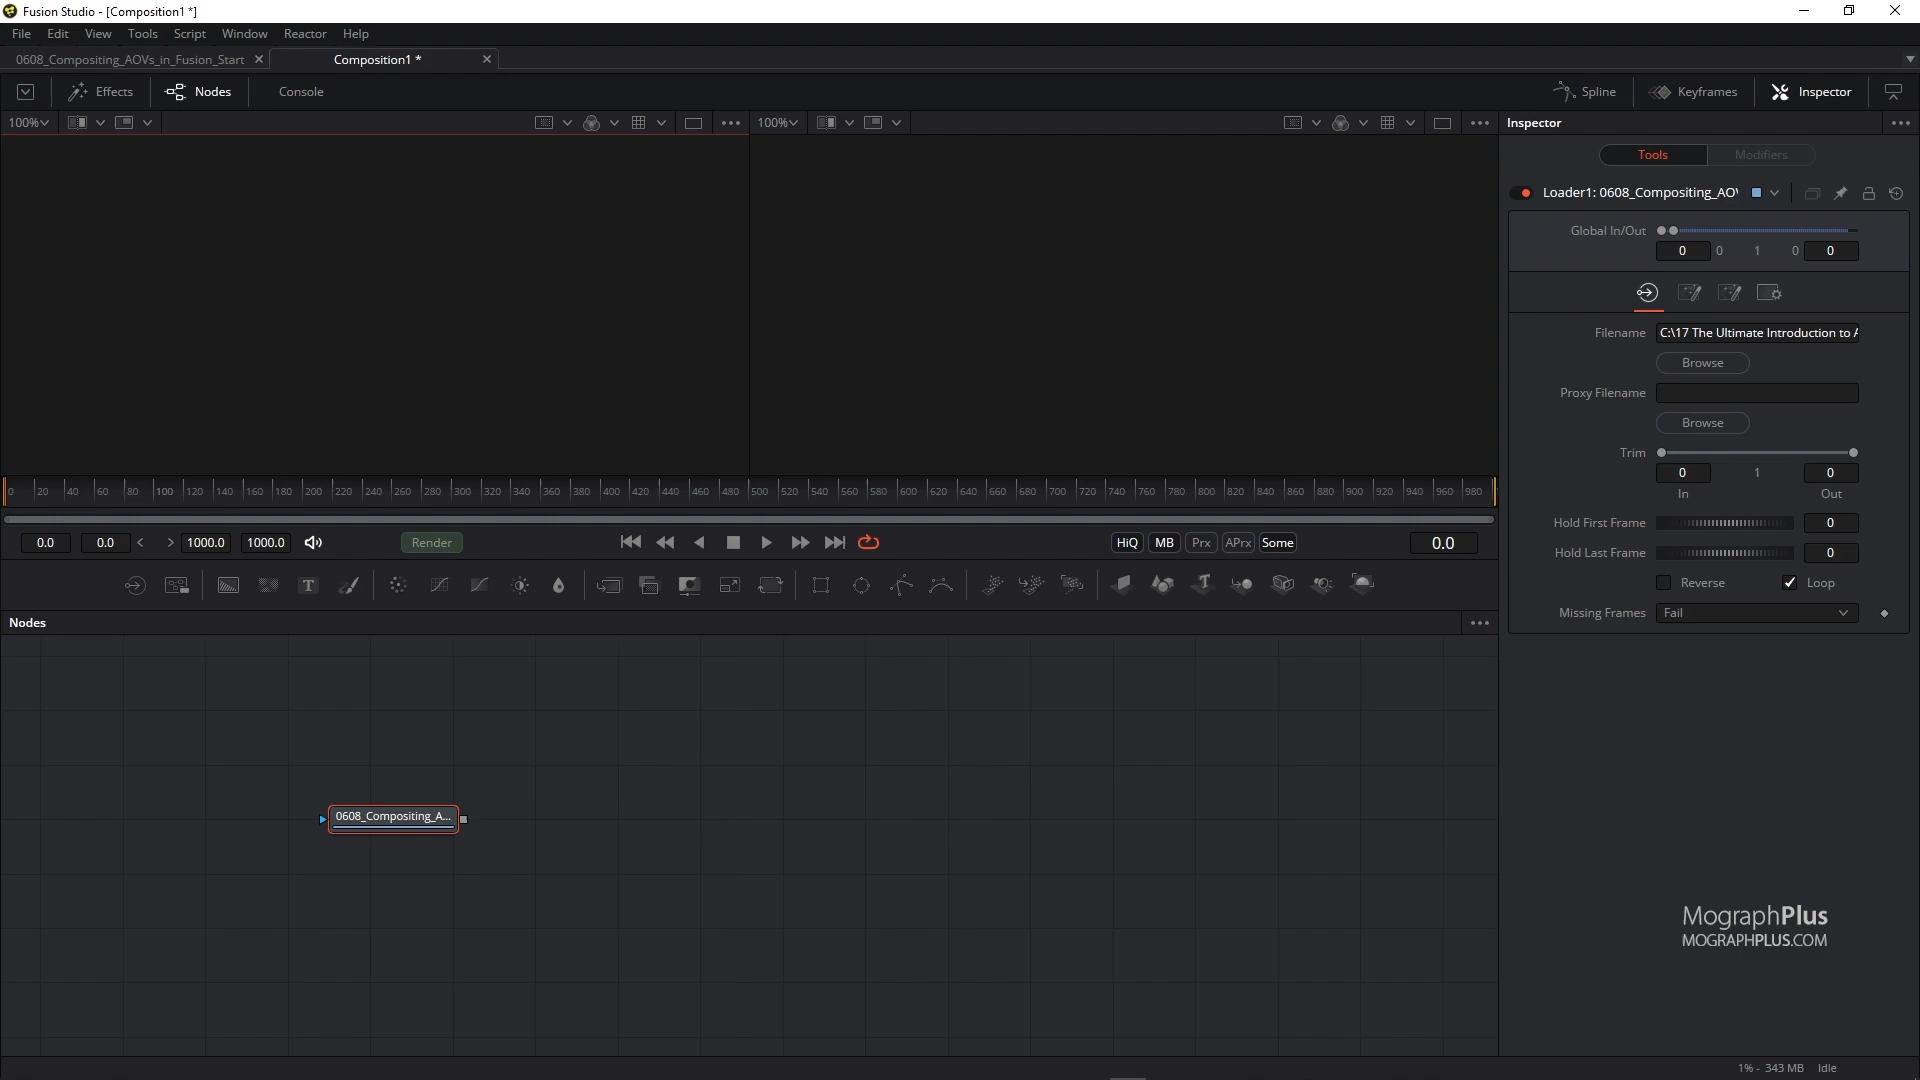 Fusion Studio - [Composition1 *]
File Edit View Tools Script Window Reactor Help
0608_Compositing_AOVs_in_Fusion_Start Composition1 *
Effects Nodes Console Spline Keyframes Inspector
100% 100% Inspector
Tools Modifiers
Loader1: 0608_Compositing_AOV
Global In/Out
0 0 1 0 0
Filename C:\17 The Ultimate Introduction to A
Browse
Proxy Filename
Browse
Trim
0 1 0
In Out
0 20 40 60 80 100 120 140 160 180 200 220 240 260 280 300 320 340 360 380 400 420 440 460 480 500 520 540 560 580 600 620 640 660 680 700 720 740 760 780 800 820 840 860 880 900 920 940 960 980
Hold First Frame 0
0.0 0.0 < > 1000.0 1000.0 Render HiQ MB Prx APrx Some 0.0
Hold Last Frame 0
Reverse Loop
Missing Frames Fail
Nodes
0608_Compositing_A...
MographPlus
MOGRAPHPLUS.COM
1% - 343 MB Idle